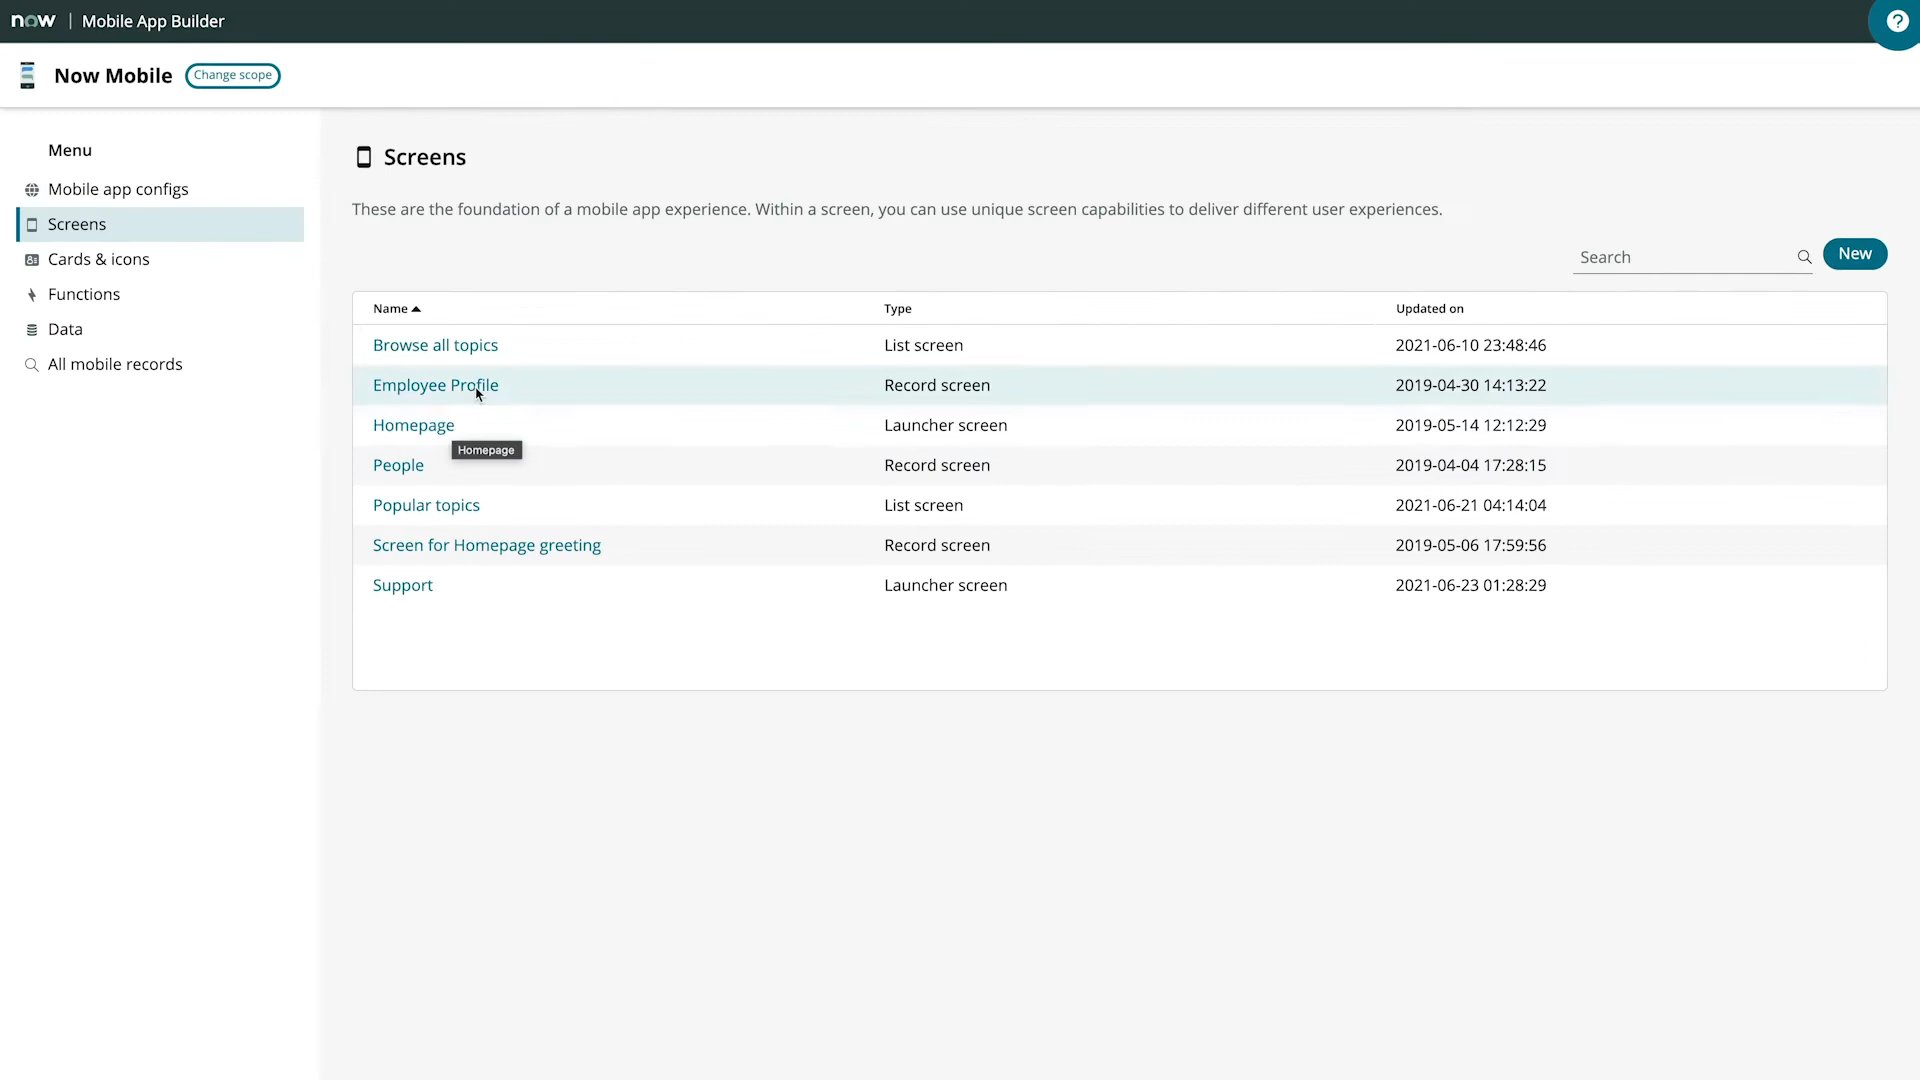 now | Mobile App Builder
Now Mobile Change scope
Menu
Mobile app configs
Screens
Cards & icons
Functions
Data
All mobile records
Screens
These are the foundation of a mobile app experience. Within a screen, you can use unique screen capabilities to deliver different user experiences.
Search New
Name Type Updated on
Browse all topics List screen 2021-06-10 23:48:46
Employee Profile Record screen 2019-04-30 14:13:22
Homepage Launcher screen 2019-05-14 12:12:29
Homepage
People Record screen 2019-04-04 17:28:15
Popular topics List screen 2021-06-21 04:14:04
Screen for Homepage greeting Record screen 2019-05-06 17:59:56
Support Launcher screen 2021-06-23 01:28:29